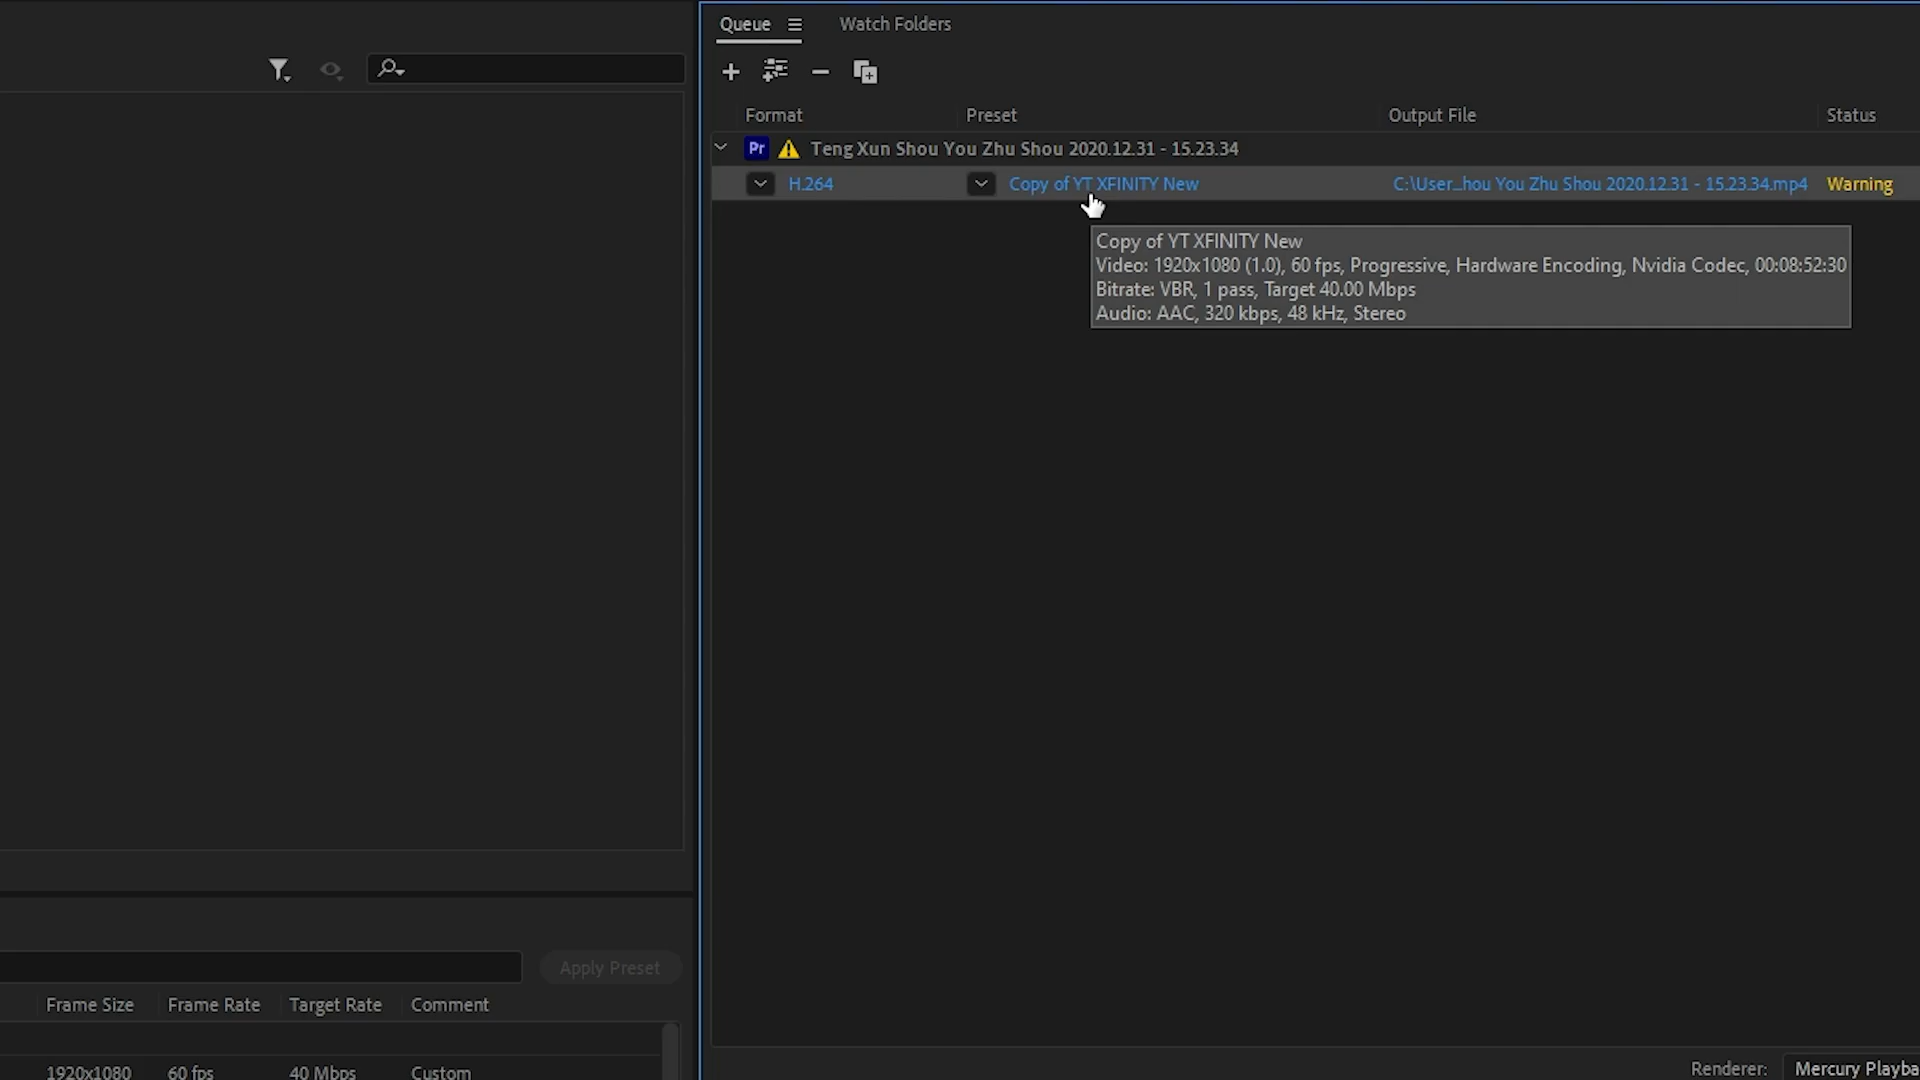 Queue
Watch Folders
Format Preset Output File Status
Pr Teng Xun Shou You Zhu Shou 2020.12.31 - 15.23.34
H.264 Copy of YT XFINITY New C:\User...hou You Zhu Shou 2020.12.31 - 15.23.34.mp4 Warning
Copy of YT XFINITY New
Video: 1920x1080 (1.0), 60 fps, Progressive, Hardware Encoding, Nvidia Codec, 00:08:52:30
Bitrate: VBR, 1 pass, Target 40.00 Mbps
Audio: AAC, 320 kbps, 48 kHz, Stereo
Apply Preset
Frame Size Frame Rate Target Rate Comment
1920x1080 60 fps 40 Mbps Custom
Renderer: Mercury Playba